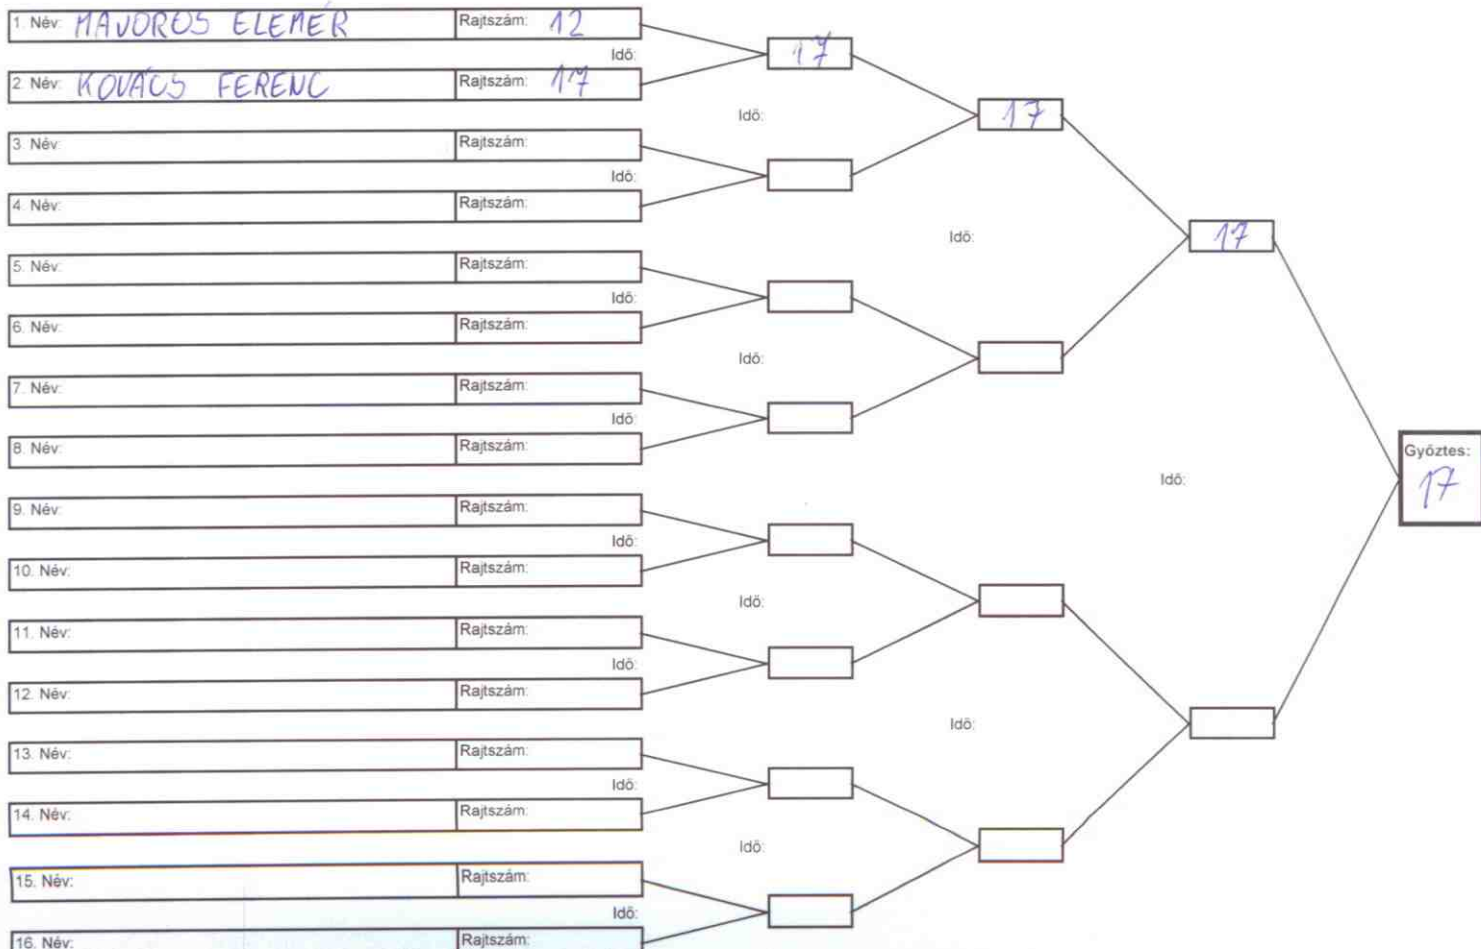 1. Név: MAJOROS ELEMÉR Rajtszám: 12
Idő: 17
2. Név: KOVÁCS FERENC Rajtszám: 17
Idő: 17
3. Név: Rajtszám:
Idő:
4. Név: Rajtszám:
Idő: 17
5. Név: Rajtszám:
Idő:
6. Név: Rajtszám:
Idő:
7. Név: Rajtszám:
Idő:
8. Név: Rajtszám:
Győztes:
Idő: 17
9. Név: Rajtszám:
Idő:
10. Név: Rajtszám:
Idő:
11. Név: Rajtszám:
Idő:
12. Név: Rajtszám:
Idő:
13. Név: Rajtszám:
Idő:
14. Név: Rajtszám:
Idő:
15. Név: Rajtszám:
Idő:
16. Név: Rajtszám: